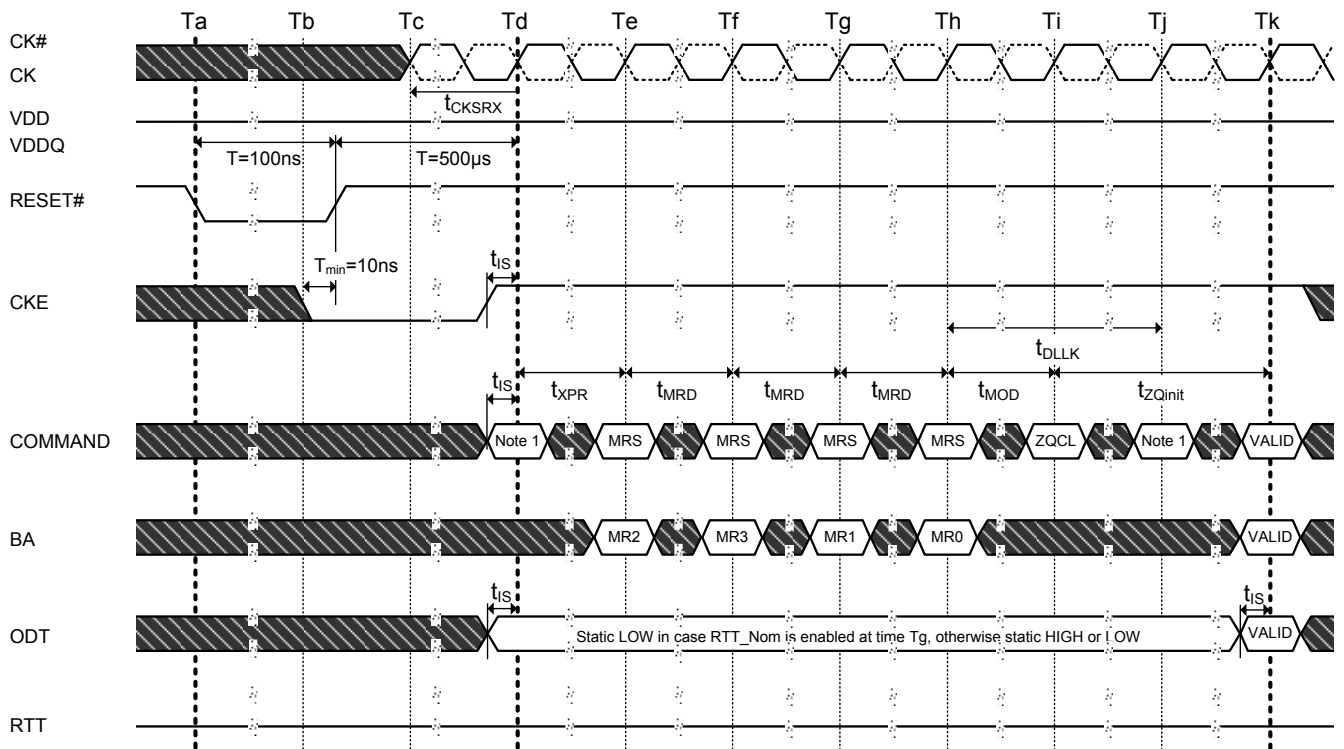 Ta Tb Tc Td Te Tf Tg Th Ti Tj Tk
CK#
CK
tCKSRX
VDD
VDDQ
T=100ns T=500µs
RESET#
Tmin=10ns tIS
CKE
tDLLK
tIS tXPR tMRD tMRD tMRD tMOD tZQinit
COMMAND Note 1 MRS MRS MRS MRS ZQCL Note 1 VALID
BA MR2 MR3 MR1 MR0 VALID
tIS tIS
ODT Static LOW in case RTT_Nom is enabled at time Tg, otherwise static HIGH or LOW VALID
RTT